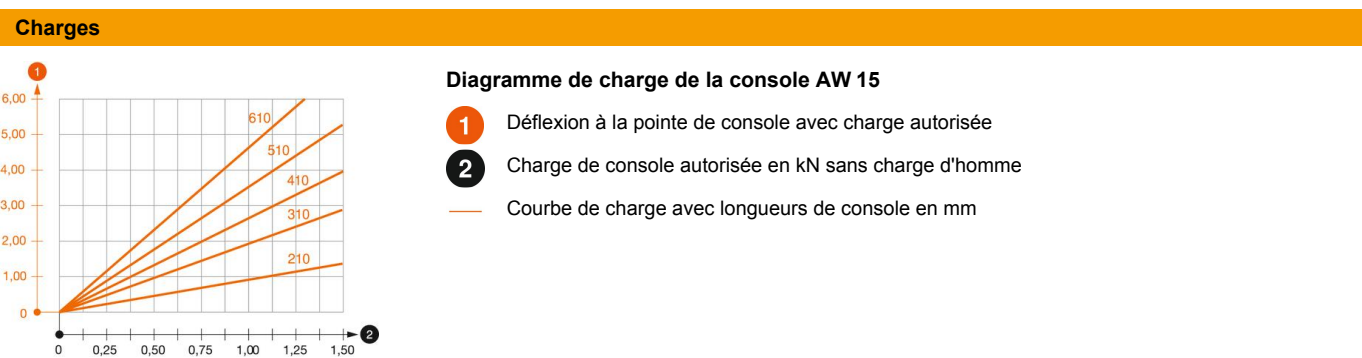 Charges
Diagramme de charge de la console AW 15
1 Déflexion à la pointe de console avec charge autorisée
2 Charge de console autorisée en kN sans charge d'homme
Courbe de charge avec longueurs de console en mm
1
6,00
5,00
4,00
3,00
2,00
1,00
0
610
510
410
310
210
2
0 0,25 0,50 0,75 1,00 1,25 1,50